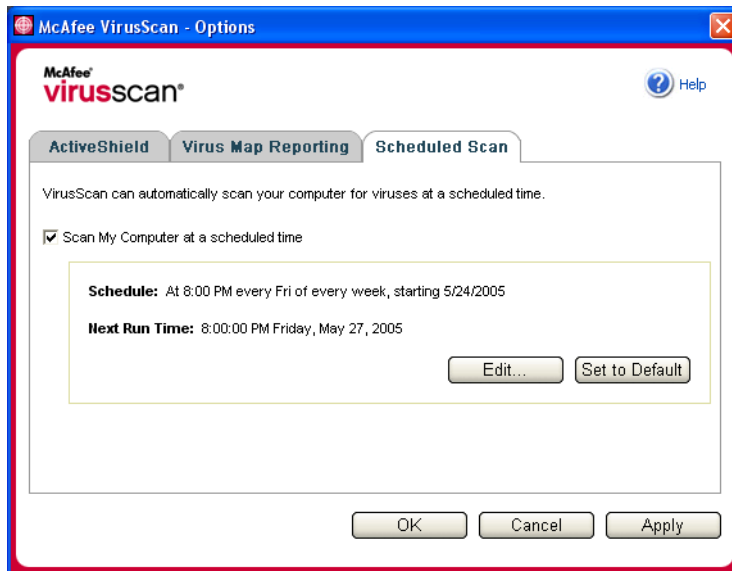 McAfee VirusScan - Options
McAfee®
virusscan®
Help
ActiveShield
Virus Map Reporting
Scheduled Scan
VirusScan can automatically scan your computer for viruses at a scheduled time.
Scan My Computer at a scheduled time
Schedule: At 8:00 PM every Fri of every week, starting 5/24/2005
Next Run Time: 8:00:00 PM Friday, May 27, 2005
Edit...
Set to Default
OK
Cancel
Apply